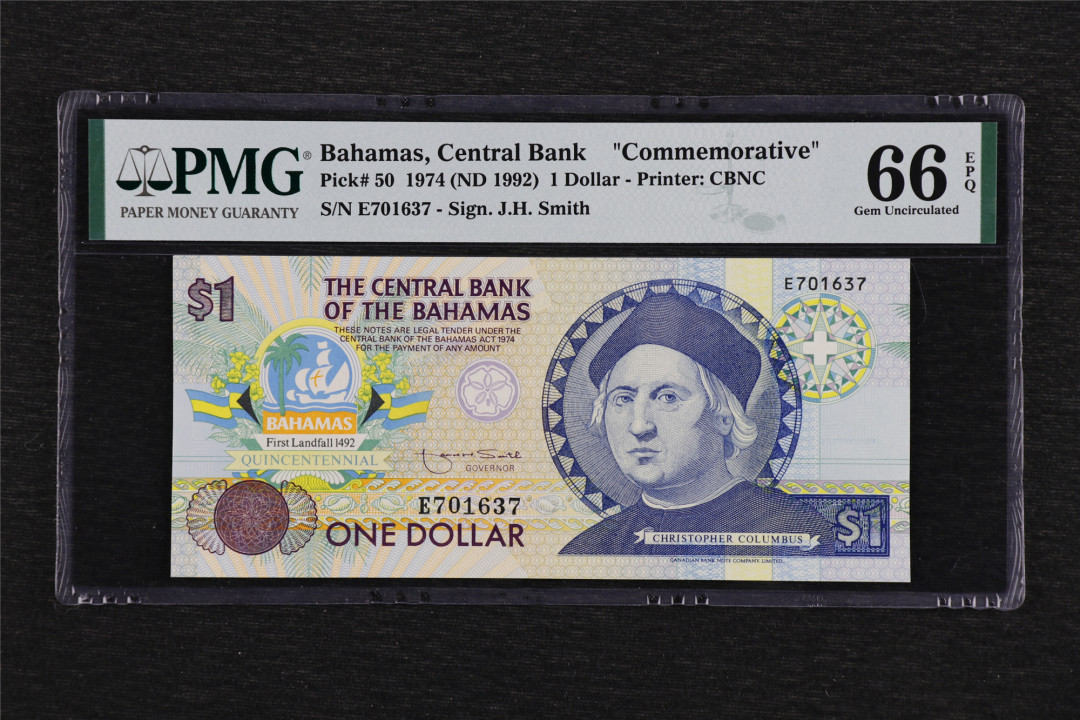 PMG®
PAPER MONEY GUARANTY
Bahamas, Central Bank "Commemorative"
Pick# 50 1974 (ND 1992) 1 Dollar - Printer: CBNC
S/N E701637 - Sign. J.H. Smith
66
EPQ
Gem Uncirculated
$1
THE CENTRAL BANK
OF THE BAHAMAS
THESE NOTES ARE LEGAL TENDER UNDER THE
CENTRAL BANK OF THE BAHAMAS ACT 1974
FOR THE PAYMENT OF ANY AMOUNT
E701637
BAHAMAS
First Landfall 1492
QUINCENTENNIAL
GOVERNOR
E701637
ONE DOLLAR
CHRISTOPHER COLUMBUS
$1
CANADIAN BANK NOTE COMPANY, LIMITED